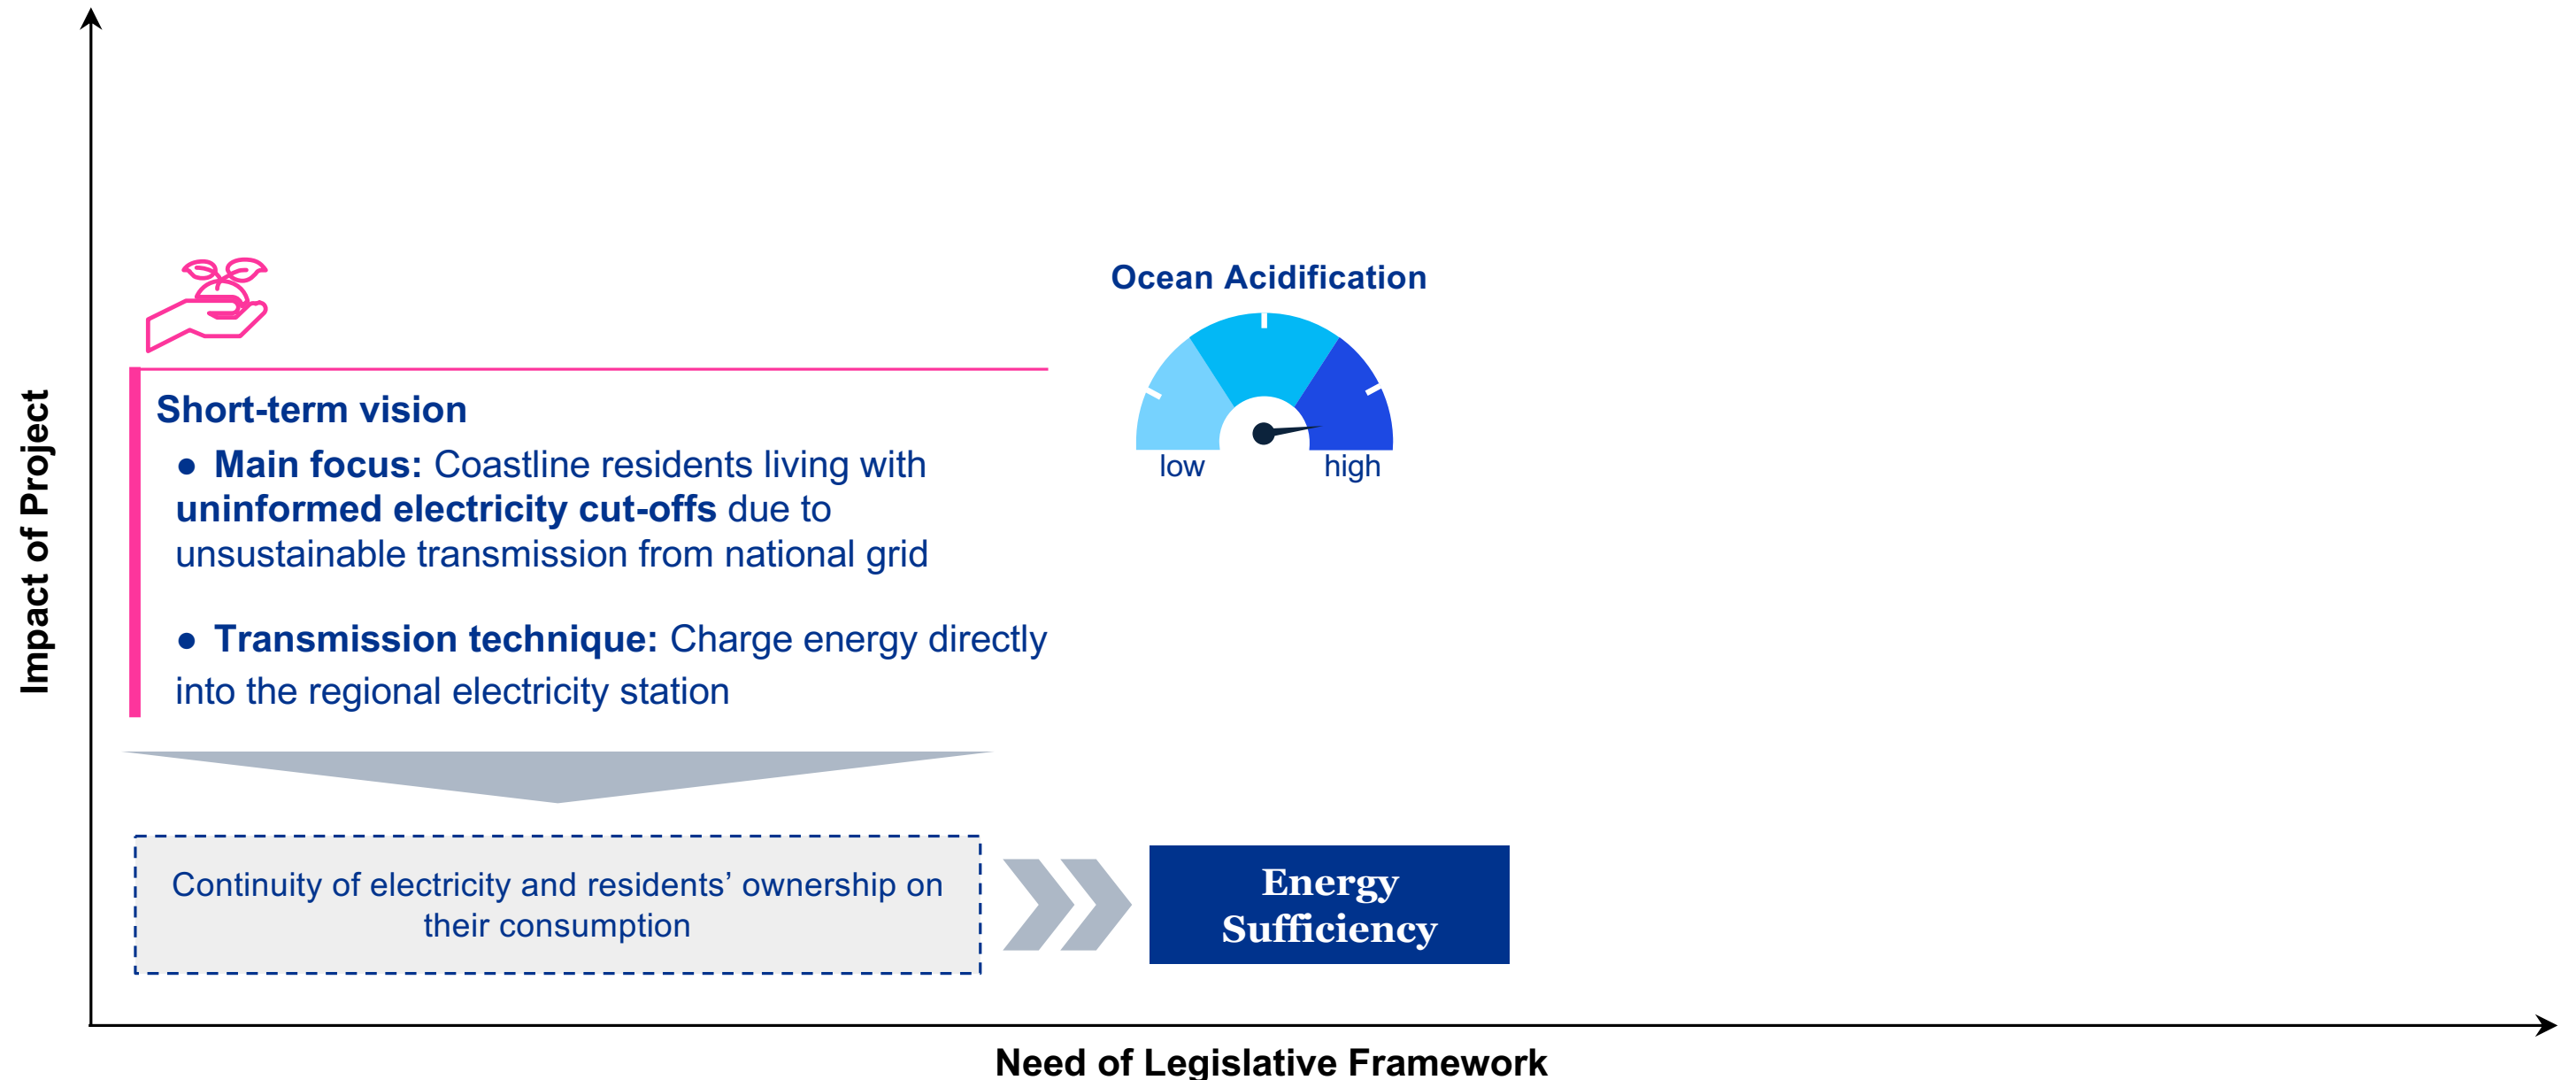 Impact of Project
Ocean Acidification
low
high
Short-term vision
● Main focus: Coastline residents living with
uninformed electricity cut-offs due to
unsustainable transmission from national grid
● Transmission technique: Charge energy directly
into the regional electricity station
Continuity of electricity and residents’ ownership on
their consumption
Energy
Sufficiency
Need of Legislative Framework